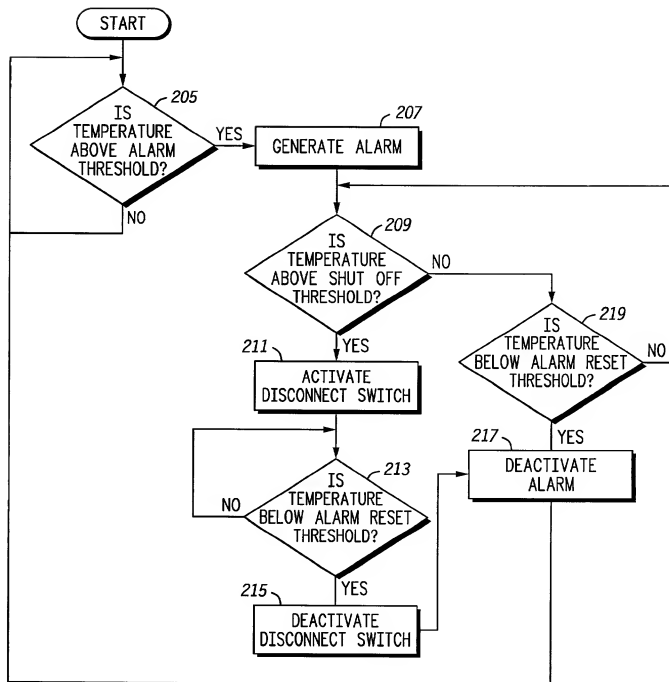 START
205
IS
TEMPERATURE
ABOVE ALARM
THRESHOLD?
YES
NO
207
GENERATE ALARM
209
IS
TEMPERATURE
ABOVE SHUT OFF
THRESHOLD?
NO
YES
219
IS
TEMPERATURE
BELOW ALARM RESET
THRESHOLD?
NO
YES
211
ACTIVATE
DISCONNECT SWITCH
213
IS
TEMPERATURE
BELOW ALARM RESET
THRESHOLD?
NO
YES
217
DEACTIVATE
ALARM
215
DEACTIVATE
DISCONNECT SWITCH